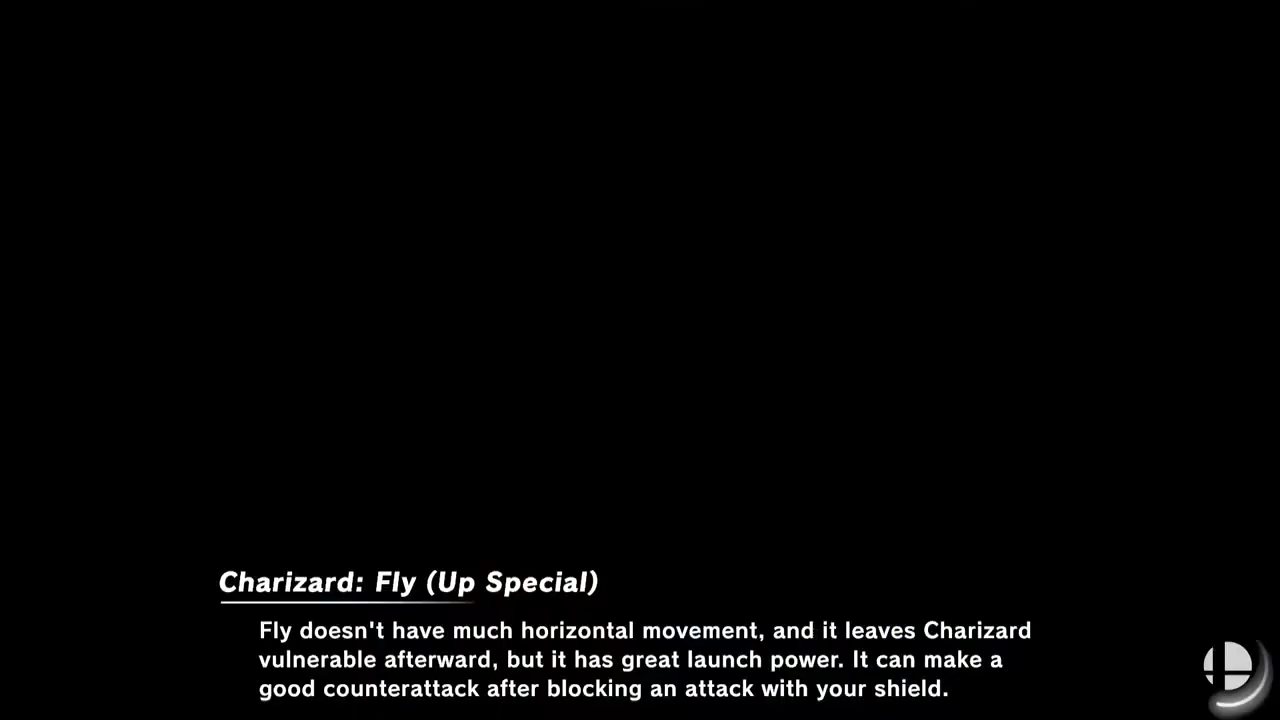 Charizard: Fly (Up Special)
Fly doesn't have much horizontal movement, and it leaves Charizard
vulnerable afterward, but it has great launch power. It can make a
good counterattack after blocking an attack with your shield.